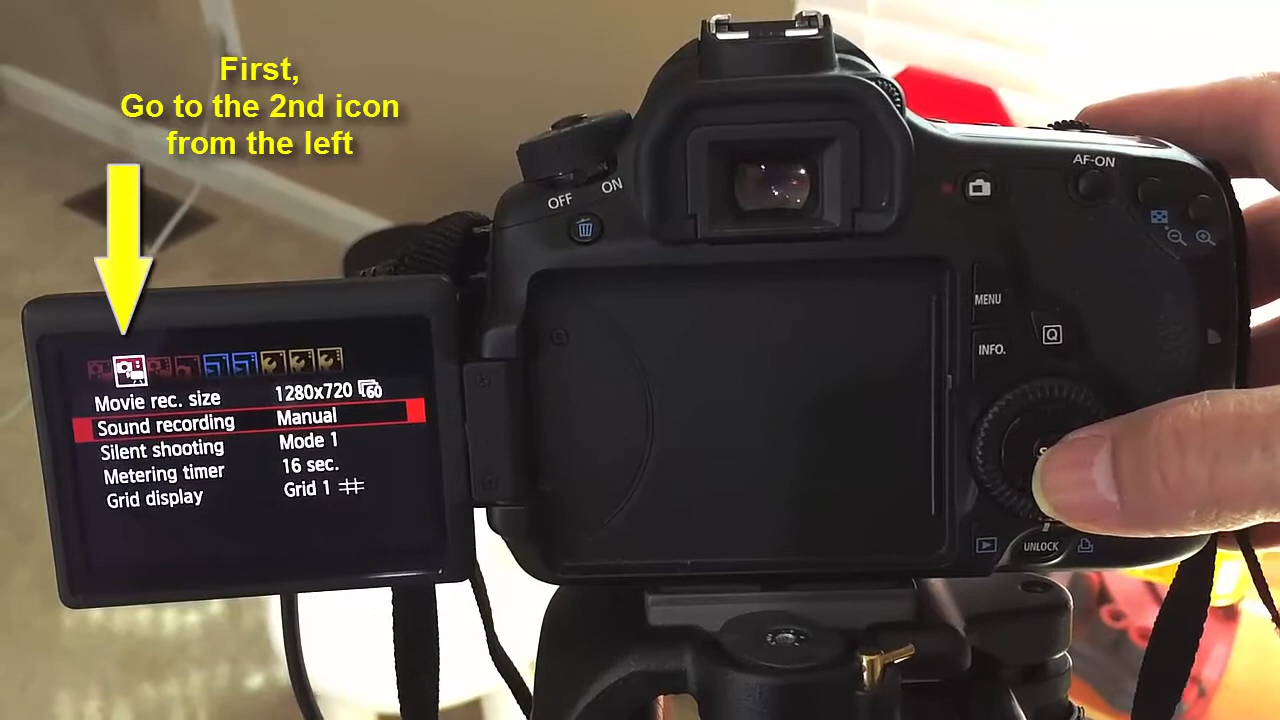 First,
Go to the 2nd icon
from the left
OFF ON
AF-ON
MENU
INFO.
Q
UNLOCK
Movie rec. size 1280x720 60
Sound recording Manual
Silent shooting Mode 1
Metering timer 16 sec.
Grid display Grid 1